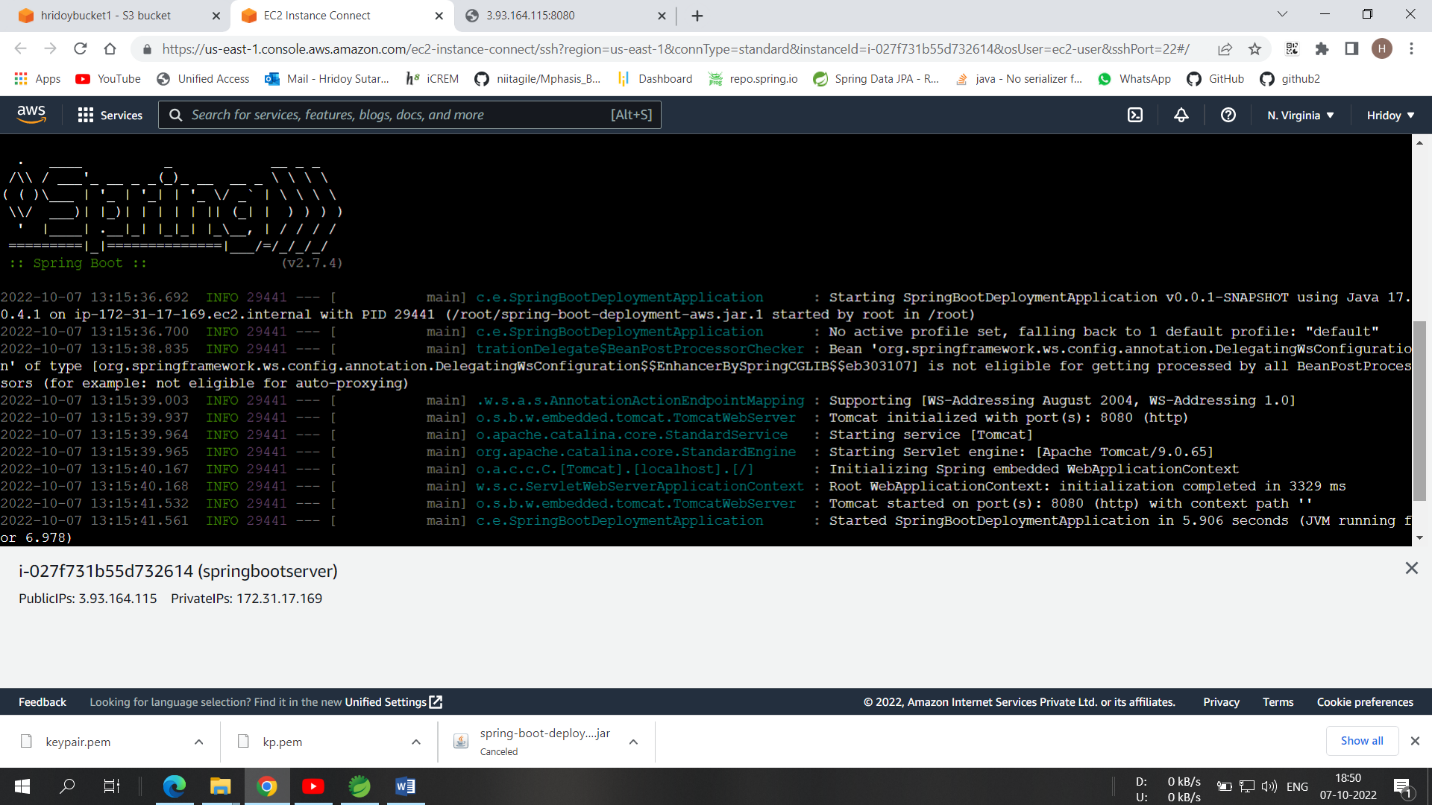 hridoybucket1 - S3 bucket
EC2 Instance Connect
3.93.164.115:8080
https://us-east-1.console.aws.amazon.com/ec2-instance-connect/ssh?region=us-east-1&connType=standard&instanceId=i-027f731b55d732614&osUser=ec2-user&sshPort=22#/
H
Apps
YouTube
Unified Access
Mail - Hridoy Sutar...
iCREM
niitagile/Mphasis_B...
Dashboard
repo.spring.io
Spring Data JPA - R...
java - No serializer f...
WhatsApp
GitHub
github2
aws
Services
Search for services, features, blogs, docs, and more
[Alt+S]
N. Virginia
Hridoy
Spring
:: Spring Boot :: (v2.7.4)
2022-10-07 13:15:36.692 INFO 29441 --- [ main] c.e.SpringBootDeploymentApplication : Starting SpringBootDeploymentApplication v0.0.1-SNAPSHOT using Java 17.
0.4.1 on ip-172-31-17-169.ec2.internal with PID 29441 (/root/spring-boot-deployment-aws.jar.1 started by root in /root)
2022-10-07 13:15:36.700 INFO 29441 --- [ main] c.e.SpringBootDeploymentApplication : No active profile set, falling back to 1 default profile: "default"
2022-10-07 13:15:38.835 INFO 29441 --- [ main] trationDelegate$BeanPostProcessorChecker : Bean 'org.springframework.ws.config.annotation.DelegatingWsConfiguratio
n' of type [org.springframework.ws.config.annotation.DelegatingWsConfiguration$$EnhancerBySpringCGLIB$$eb303107] is not eligible for getting processed by all BeanPostProces
sors (for example: not eligible for auto-proxying)
2022-10-07 13:15:39.003 INFO 29441 --- [ main] .w.s.a.s.AnnotationActionEndpointMapping : Supporting [WS-Addressing August 2004, WS-Addressing 1.0]
2022-10-07 13:15:39.937 INFO 29441 --- [ main] o.s.b.w.embedded.tomcat.TomcatWebServer : Tomcat initialized with port(s): 8080 (http)
2022-10-07 13:15:39.964 INFO 29441 --- [ main] o.apache.catalina.core.StandardService : Starting service [Tomcat]
2022-10-07 13:15:39.965 INFO 29441 --- [ main] org.apache.catalina.core.StandardEngine : Starting Servlet engine: [Apache Tomcat/9.0.65]
2022-10-07 13:15:40.167 INFO 29441 --- [ main] o.a.c.c.C.[Tomcat].[localhost].[/] : Initializing Spring embedded WebApplicationContext
2022-10-07 13:15:40.168 INFO 29441 --- [ main] w.s.c.ServletWebServerApplicationContext : Root WebApplicationContext: initialization completed in 3329 ms
2022-10-07 13:15:41.532 INFO 29441 --- [ main] o.s.b.w.embedded.tomcat.TomcatWebServer : Tomcat started on port(s): 8080 (http) with context path ''
2022-10-07 13:15:41.561 INFO 29441 --- [ main] c.e.SpringBootDeploymentApplication : Started SpringBootDeploymentApplication in 5.906 seconds (JVM running f
or 6.978)
i-027f731b55d732614 (springbootserver)
PublicIPs: 3.93.164.115 PrivateIPs: 172.31.17.169
Feedback
Looking for language selection? Find it in the new Unified Settings
© 2022, Amazon Internet Services Private Ltd. or its affiliates.
Privacy
Terms
Cookie preferences
keypair.pem
kp.pem
spring-boot-deploy....jar
Canceled
Show all
D: 0 kB/s
U: 0 kB/s
ENG
18:50
07-10-2022
1